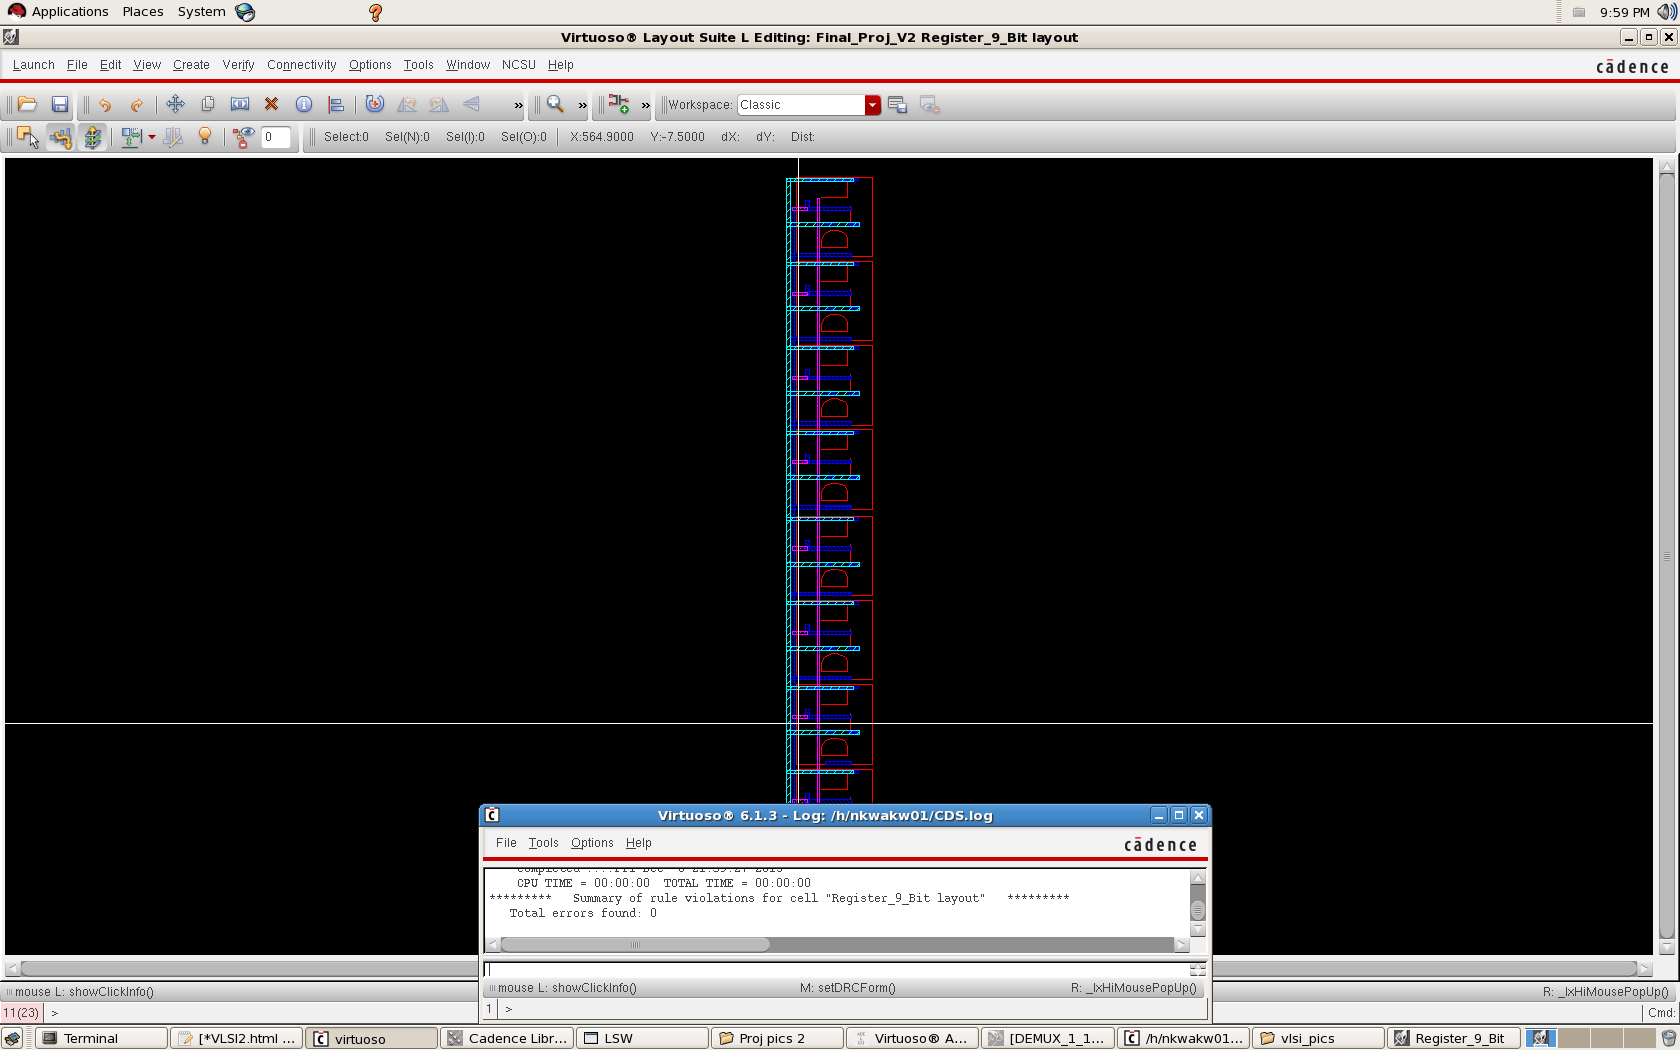 Applications Places System 9:59 PM
Virtuoso® Layout Suite L Editing: Final_Proj_V2 Register_9_Bit layout
Launch File Edit View Create Verify Connectivity Options Tools Window NCSU Help cādence
» » » Workspace: Classic
0 Select:0 Sel(N):0 Sel(I):0 Sel(O):0 X:564.9000 Y:-7.5000 dX: dY: Dist:
Virtuoso® 6.1.3 - Log: /h/nkwakw01/CDS.log
File Tools Options Help cādence
CPU TIME = 00:00:00 TOTAL TIME = 00:00:00
********* Summary of rule violations for cell "Register_9_Bit layout" *********
Total errors found: 0
mouse L: showClickInfo() M: setDRCForm() R: _lxHiMousePopUp()
1 >
mouse L: showClickInfo() R: _lxHiMousePopUp()
11(23) > Cmd:
Terminal [*VLSI2.html ... virtuoso Cadence Libr... LSW Proj pics 2 Virtuoso® A... [DEMUX_1_1... /h/nkwakw01... vlsi_pics Register_9_Bit